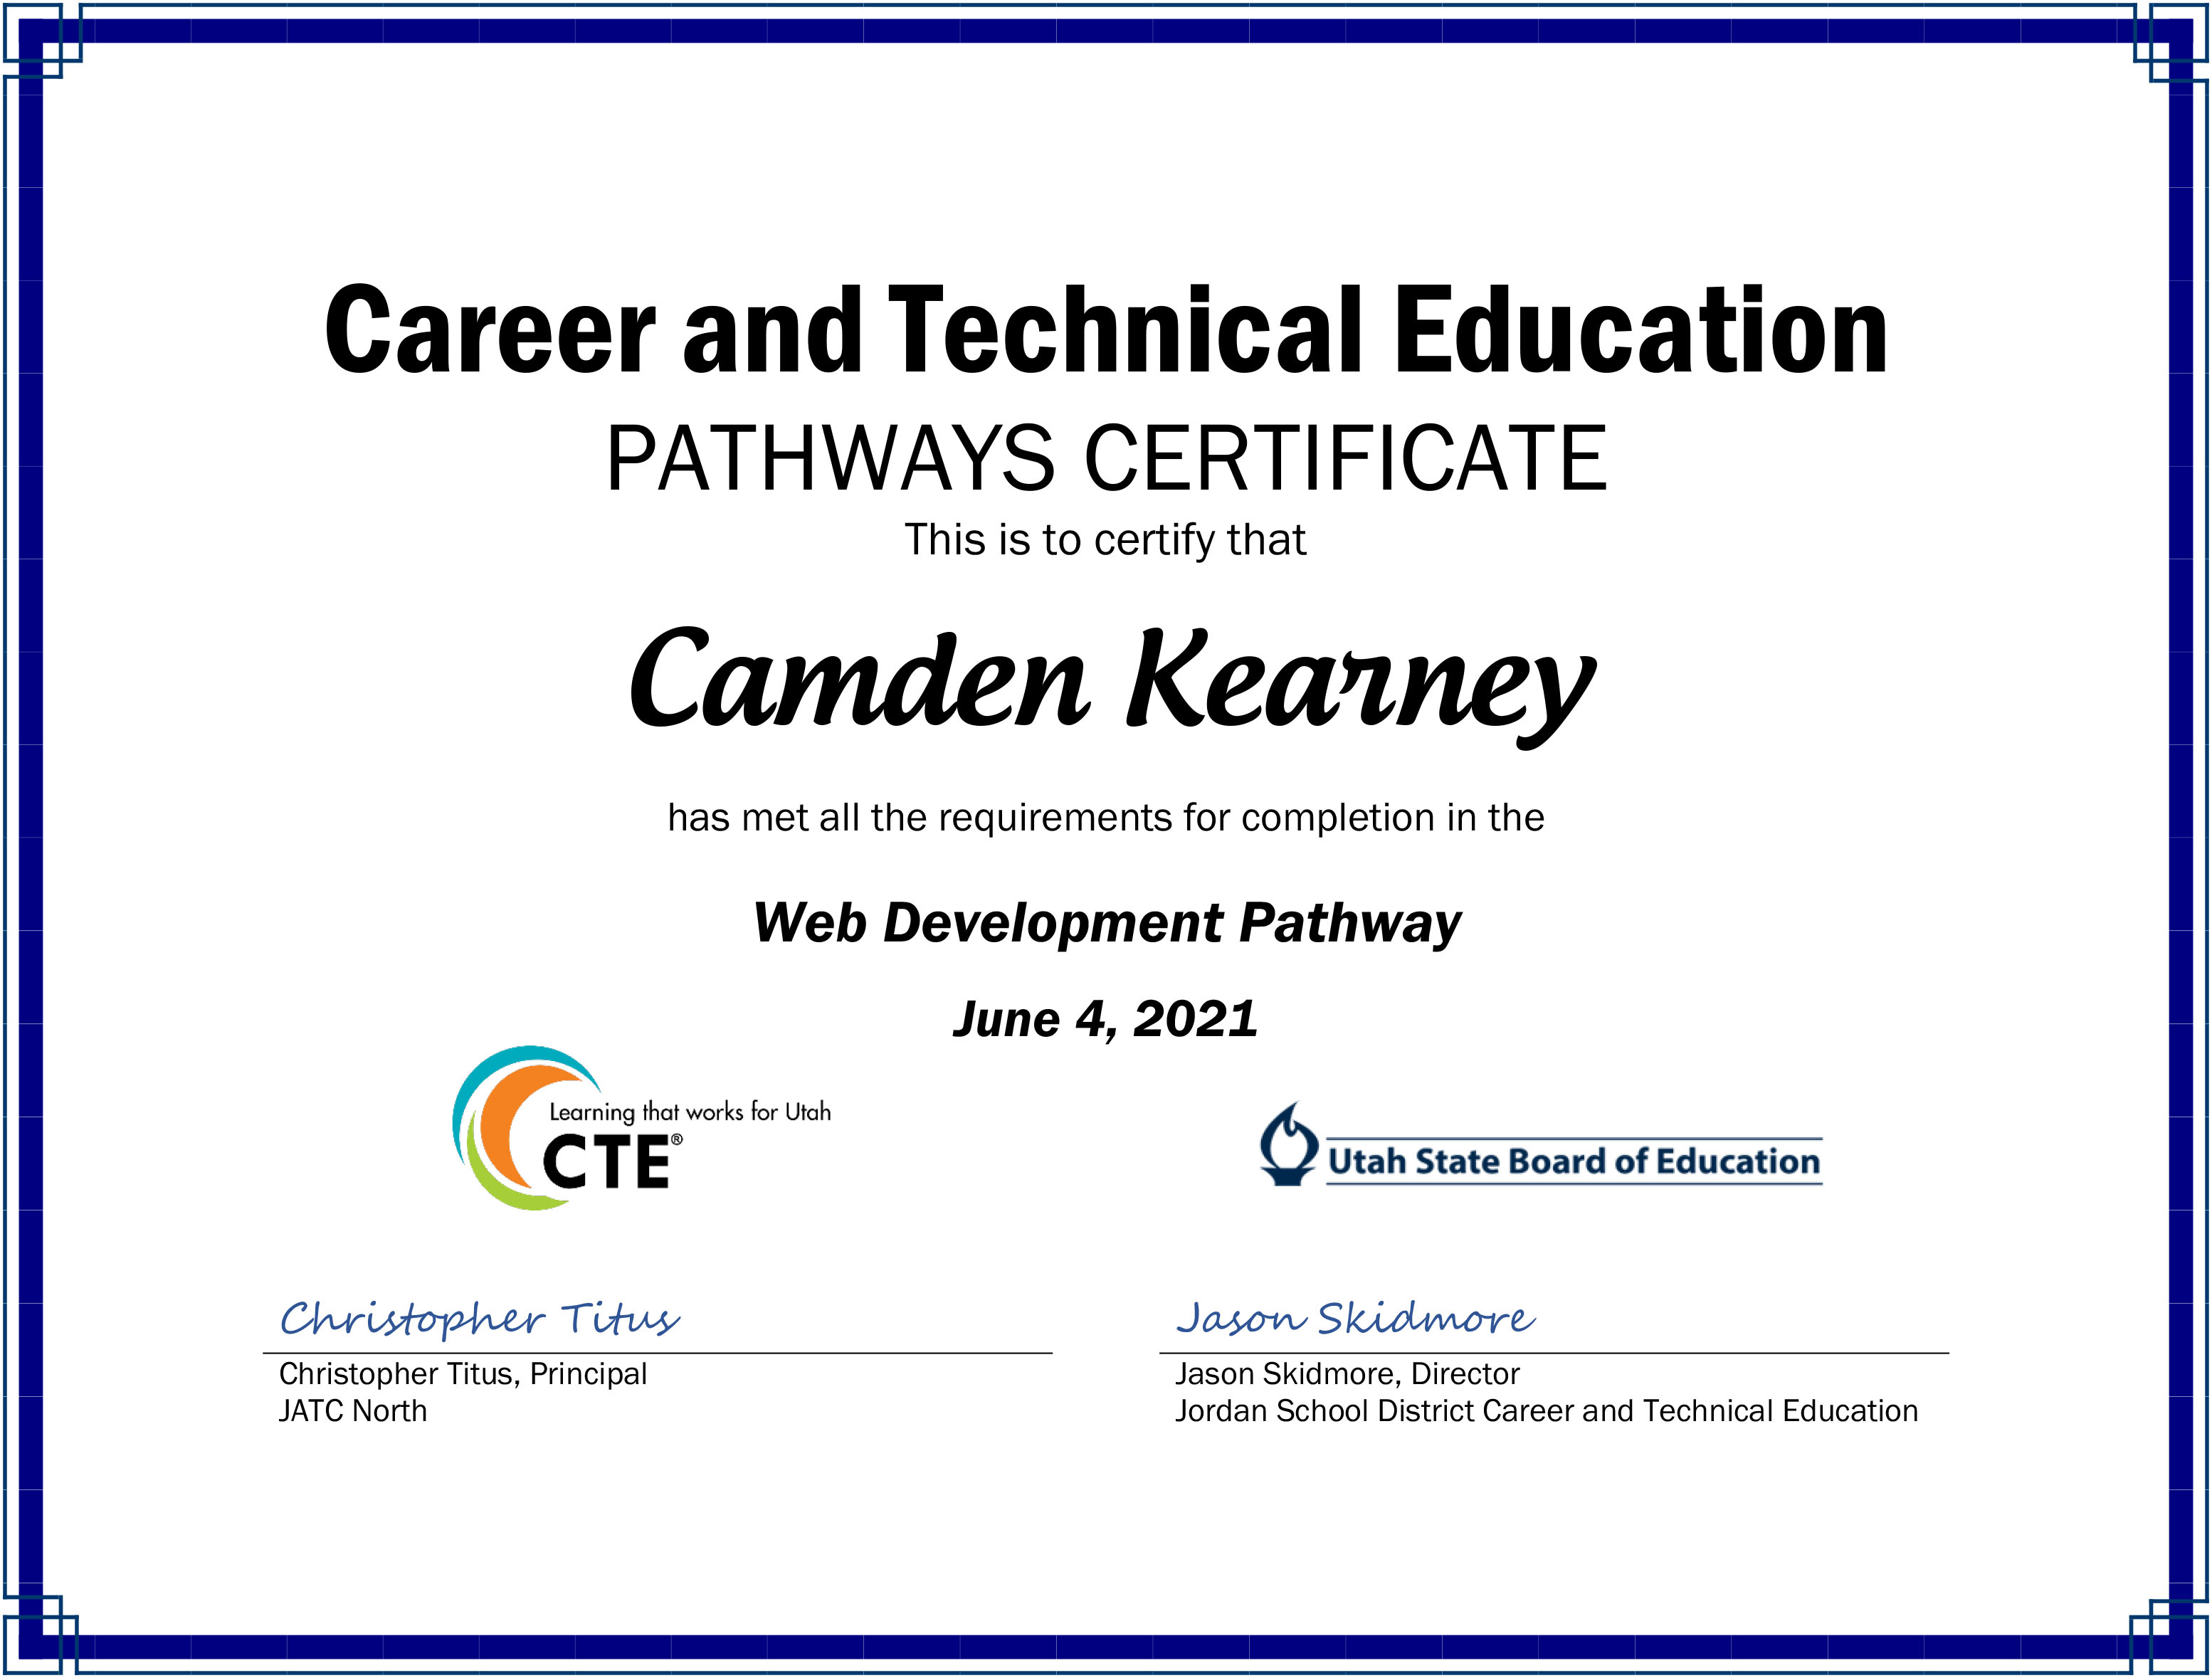 Career and Technical Education
PATHWAYS CERTIFICATE
This is to certify that
Camden Kearney
has met all the requirements for completion in the
Web Development Pathway
June 4, 2021
Learning that works for Utah
CTE®
Utah State Board of Education
Christopher Titus
Christopher Titus, Principal
JATC North
Jason Skidmore
Jason Skidmore, Director
Jordan School District Career and Technical Education